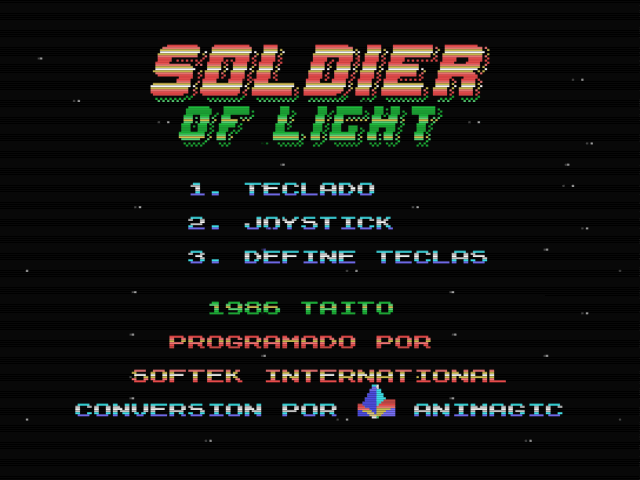 SOLDIER
OF LIGHT
1. TECLADO
2. JOYSTICK
3. DEFINE TECLAS
1986 TAITO
PROGRAMADO POR
SOFTEK INTERNATIONAL
CONVERSION POR ANIMAGIC